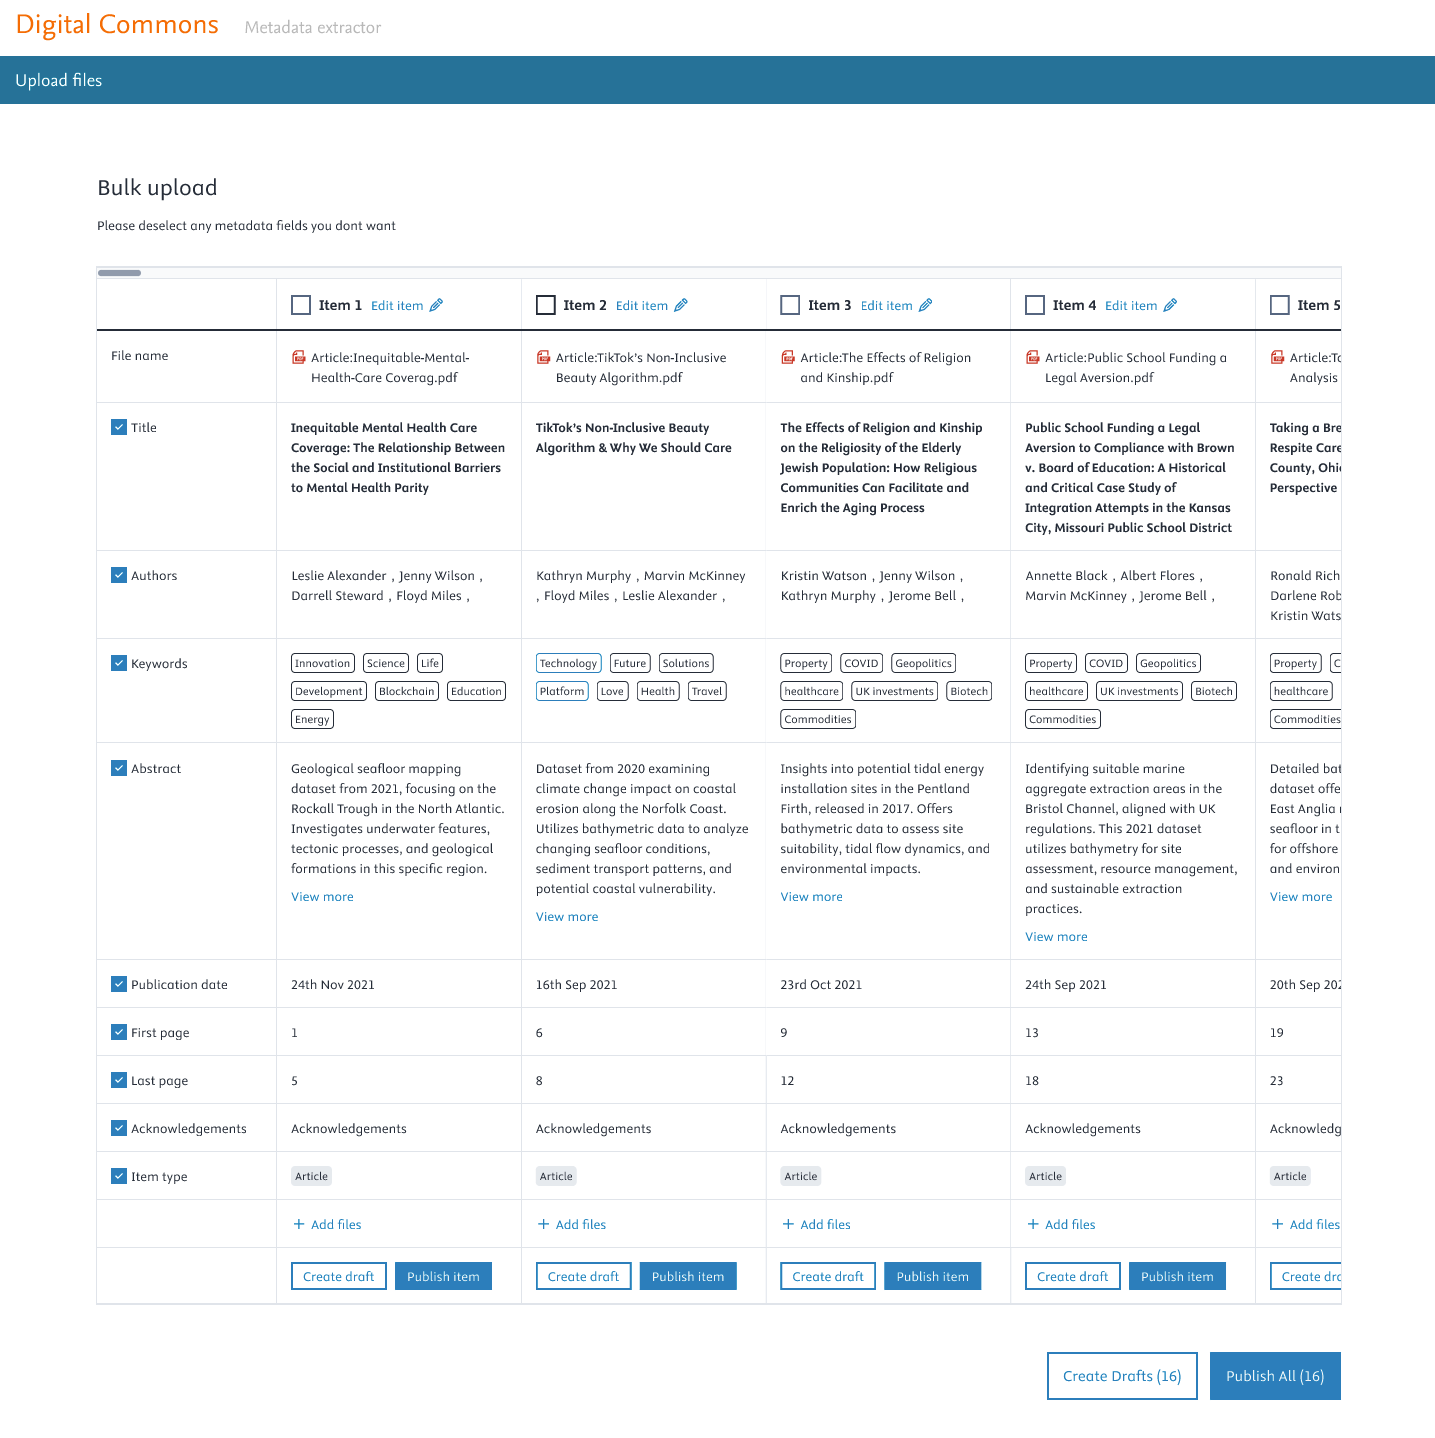 Digital Commons Metadata extractor
Upload files
Bulk upload
Please deselect any metadata fields you dont want
Item 1 Edit item Item 2 Edit item Item 3 Edit item Item 4 Edit item Item 5
File name
Article:Inequitable-Mental-
Health-Care Coverag.pdf
Article:TikTok's Non-Inclusive
Beauty Algorithm.pdf
Article:The Effects of Religion
and Kinship.pdf
Article:Public School Funding a
Legal Aversion.pdf
Analysis
Title
Inequitable Mental Health Care
Coverage: The Relationship Between
the Social and Institutional Barriers
to Mental Health Parity
TikTok's Non-Inclusive Beauty
Algorithm & Why We Should Care
The Effects of Religion and Kinship
on the Religiosity of the Elderly
Jewish Population: How Religious
Communities Can Facilitate and
Enrich the Aging Process
Public School Funding a Legal
Aversion to Compliance with Brown
v. Board of Education: A Historical
and Critical Case Study of
Integration Attempts in the Kansas
City, Missouri Public School District
Taking a Bre
Respite Care
County, Ohi
Perspective
Authors
Leslie Alexander , Jenny Wilson ,
Darrell Steward , Floyd Miles ,
Kathryn Murphy , Marvin McKinney
, Floyd Miles , Leslie Alexander ,
Kristin Watson , Jenny Wilson ,
Kathryn Murphy , Jerome Bell ,
Annette Black , Albert Flores ,
Marvin McKinney , Jerome Bell ,
Ronald Rich
Darlene Rob
Kristin Wats
Keywords
Innovation Science Life
Development Blockchain Education
Energy
Technology Future Solutions
Platform Love Health Travel
Property COVID Geopolitics
healthcare UK investments Biotech
Commodities
Property COVID Geopolitics
healthcare UK investments Biotech
Commodities
Property C
healthcare
Commodities
Abstract
Geological seafloor mapping
dataset from 2021, focusing on the
Rockall Trough in the North Atlantic.
Investigates underwater features,
tectonic processes, and geological
formations in this specific region.
View more
Dataset from 2020 examining
climate change impact on coastal
erosion along the Norfolk Coast.
Utilizes bathymetric data to analyze
changing seafloor conditions,
sediment transport patterns, and
potential coastal vulnerability.
View more
Insights into potential tidal energy
installation sites in the Pentland
Firth, released in 2017. Offers
bathymetric data to assess site
suitability, tidal flow dynamics, and
environmental impacts.
View more
Identifying suitable marine
aggregate extraction areas in the
Bristol Channel, aligned with UK
regulations. This 2021 dataset
utilizes bathymetry for site
assessment, resource management,
and sustainable extraction
practices.
View more
Detailed bat
dataset offe
East Anglia
seafloor in t
for offshore
and environ
View more
Publication date 24th Nov 2021 16th Sep 2021 23rd Oct 2021 24th Sep 2021 20th Sep 202
First page 1 6 9 13 19
Last page 5 8 12 18 23
Acknowledgements Acknowledgements Acknowledgements Acknowledgements Acknowledgements Acknowledg
Item type Article Article Article Article Article
+ Add files + Add files + Add files + Add files + Add files
Create draft Publish item Create draft Publish item Create draft Publish item Create draft Publish item Create dra
Create Drafts (16) Publish All (16)